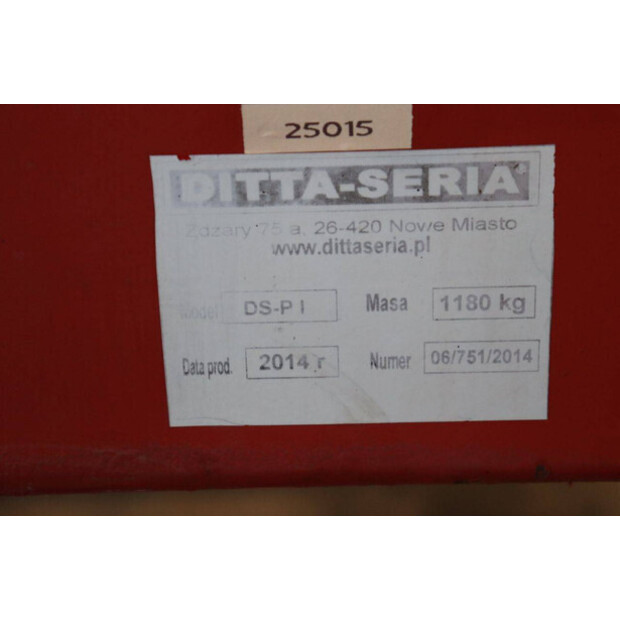 25015
DITTA-SERIA®
Zdzary 75 a, 26-420 Nowe Miasto
www.dittaseria.pl
Model DS-P I Masa 1180 kg
Data prod. 2014 r Numer 06/751/2014